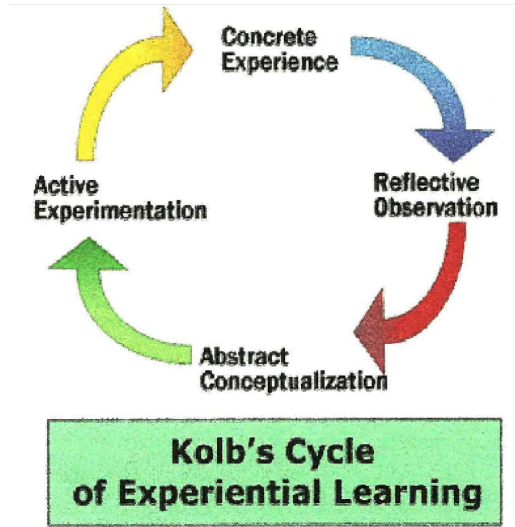 Concrete
Experience
Reflective
Observation
Abstract
Conceptualization
Active
Experimentation
Kolb's Cycle
of Experiential Learning